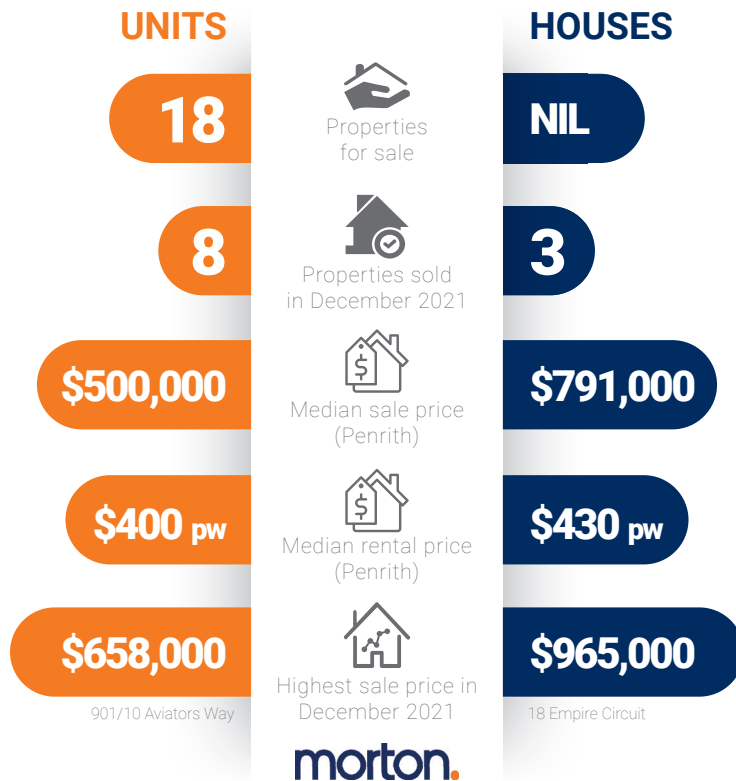 UNITS
HOUSES
18
Properties
for sale
NIL
8
Properties sold
in December 2021
3
$500,000
Median sale price
(Penrith)
$791,000
$400 pw
Median rental price
(Penrith)
$430 pw
$658,000
Highest sale price in
December 2021
$965,000
901/10 Aviators Way
18 Empire Circuit
morton.